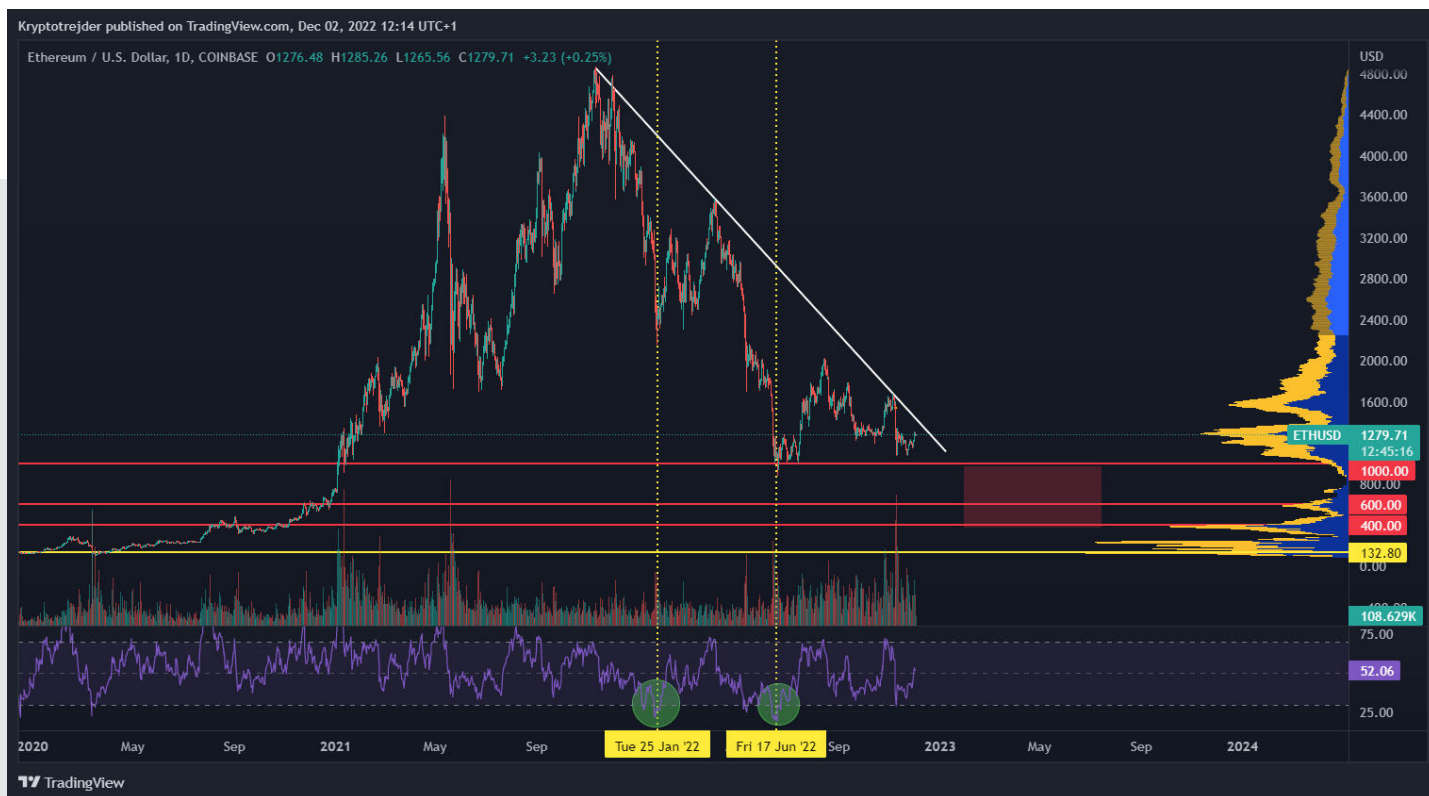 Kryptotrejder published on TradingView.com, Dec 02, 2022 12:14 UTC+1
Ethereum / U.S. Dollar, 1D, COINBASE O1276.48 H1285.26 L1265.56 C1279.71 +3.23 (+0.25%)
USD
4800.00
4400.00
4000.00
3600.00
3200.00
2800.00
2400.00
2000.00
1600.00
ETHUSD 1279.71
12:45:16
1000.00
800.00
600.00
400.00
132.80
0.00
108.629K
75.00
52.06
25.00
2020 May Sep 2021 May Sep Tue 25 Jan '22 Fri 17 Jun '22 Sep 2023 May Sep 2024
TradingView